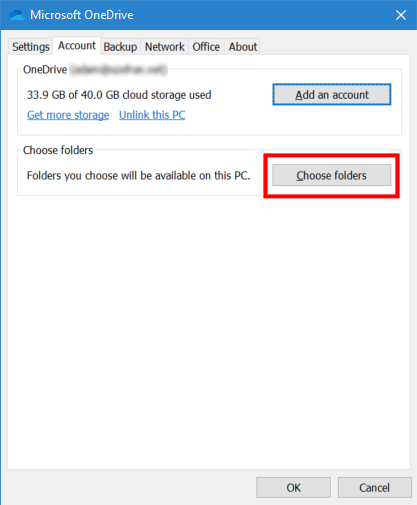 Microsoft OneDrive
Settings Account Backup Network Office About
OneDrive
33.9 GB of 40.0 GB cloud storage used Add an account
Get more storage Unlink this PC
Choose folders
Folders you choose will be available on this PC. Choose folders
OK Cancel